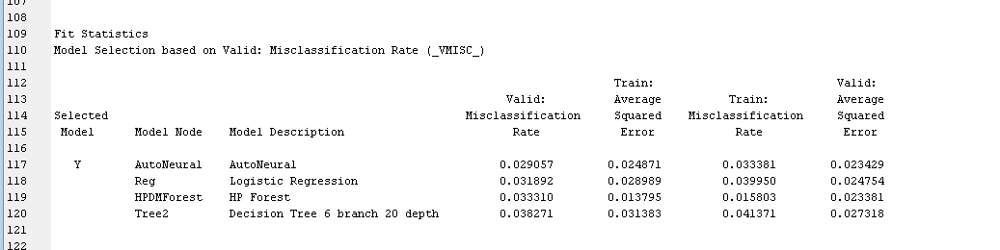 107
108
109 Fit Statistics
110 Model Selection based on Valid: Misclassification Rate (_VMISC_)
111
112 Train: Valid:
113 Valid: Average Train: Average
114 Selected Misclassification Squared Misclassification Squared
115 Model Model Node Model Description Rate Error Rate Error
116
117 Y AutoNeural AutoNeural 0.029057 0.024871 0.033381 0.023429
118 Reg Logistic Regression 0.031892 0.028989 0.039950 0.024754
119 HPDMForest HP Forest 0.033310 0.013795 0.015803 0.023381
120 Tree2 Decision Tree 6 branch 20 depth 0.038271 0.031383 0.041371 0.027318
121
122